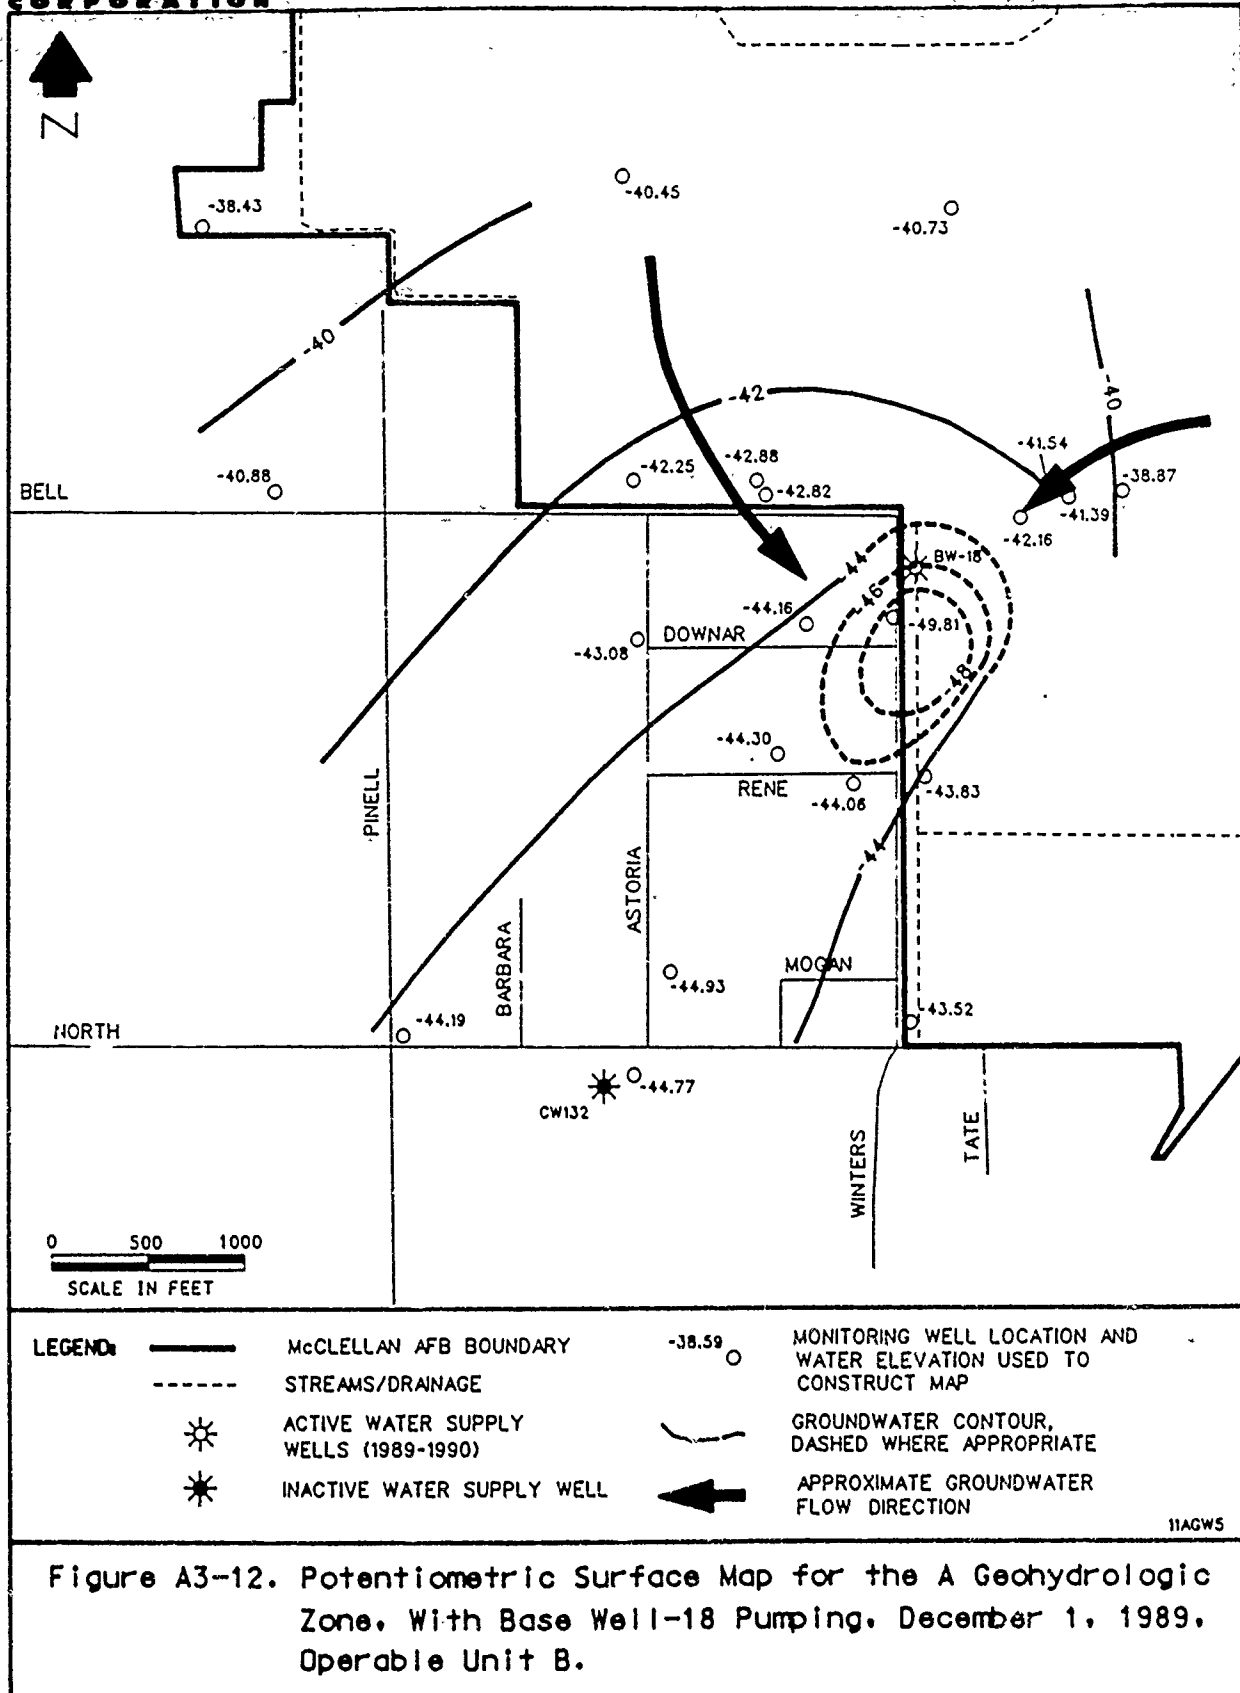 CORPORATION
N
-38.43
-40.45
-40.73
-40
-42
-40
-41.54
-42.88
-42.25
-38.87
-40.88
-42.82
-41.39
BELL
-42.16
-44
BW-18
-46
-44.16
-49.81
DOWNAR
-43.08
-48
-44.30
RENE
-43.83
-44.06
PINELL
-44
ASTORIA
BARBARA
MOGAN
-44.93
-43.52
-44.19
NORTH
-44.77
CW132
WINTERS
TATE
0 500 1000
SCALE IN FEET
LEGEND:
McCLELLAN AFB BOUNDARY
STREAMS/DRAINAGE
ACTIVE WATER SUPPLY
WELLS (1989-1990)
INACTIVE WATER SUPPLY WELL
-38.59
MONITORING WELL LOCATION AND
WATER ELEVATION USED TO
CONSTRUCT MAP
GROUNDWATER CONTOUR,
DASHED WHERE APPROPRIATE
APPROXIMATE GROUNDWATER
FLOW DIRECTION
11AGW5
Figure A3-12. Potentiometric Surface Map for the A Geohydrologic
Zone, With Base Well-18 Pumping, December 1, 1989,
Operable Unit B.